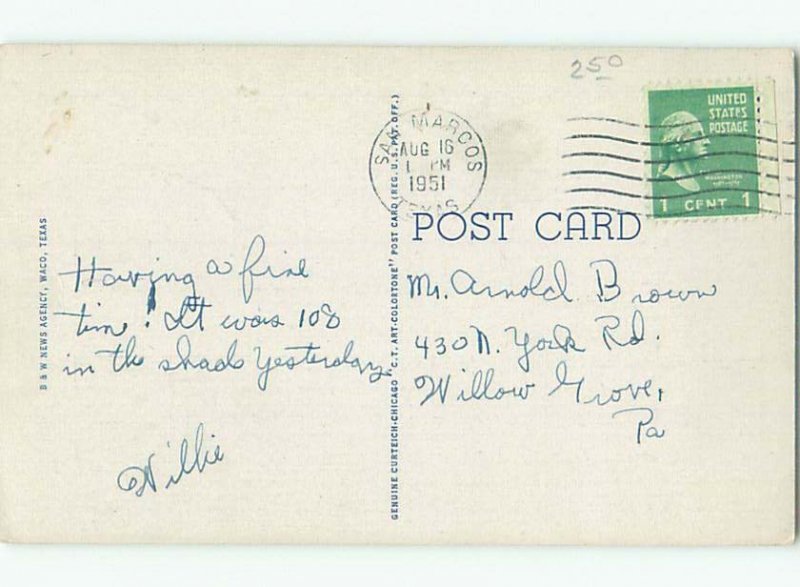 250
UNITED
STATES
POSTAGE
WASHINGTON
1 CENT 1
SAN MARCOS
AUG 16
1 PM
1951
TEXAS
POST CARD
B & W NEWS AGENCY, WACO, TEXAS
GENUINE CURTEICH-CHICAGO "C.T. ART-COLORTONE" POST CARD (REG. U.S. PAT. OFF.)
Having a fine
time! It was 108
in the shade yesterday.
Willie
Mr. Arnold Brown
430 N. York Rd.
Willow Grove,
Pa